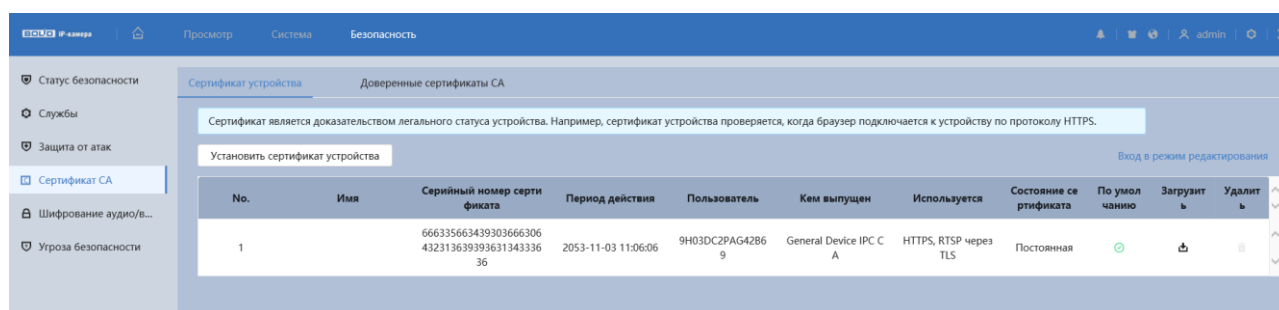 BOLID IP-камера Просмотр Система Безопасность admin
Статус безопасности
Службы
Защита от атак
Сертификат CA
Шифрование аудио/в...
Угроза безопасности
Сертификат устройства Доверенные сертификаты CA
Сертификат является доказательством легального статуса устройства. Например, сертификат устройства проверяется, когда браузер подключается к устройству по протоколу HTTPS.
Установить сертификат устройства Вход в режим редактирования
No. Имя Серийный номер серти Период действия Пользователь Кем выпущен Используется Состояние се По умол Загрузит Удалит
фиката ртификата чанию ь ь
666335663439303666306 9H03DC2PAG42B6 General Device IPC C HTTPS, RTSP через
1 432313639393631343336 2053-11-03 11:06:06 Постоянная
36 9 A TLS